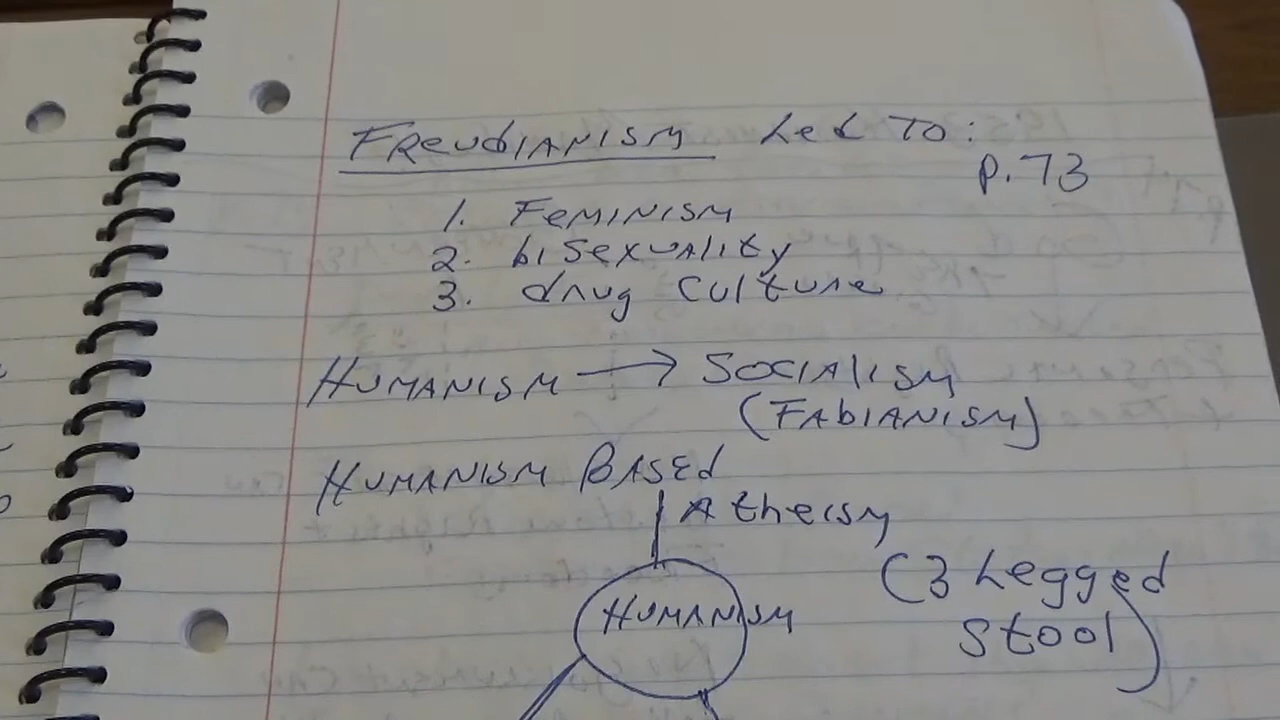 FReudIANISM Led To:
p.73
1. FeMINISM
2. bisexuality
3. drug culture
HUMANISM → SOCIAlISM
(FAbIANISM)
HUMANISM BASEd
Atheism
HUMANISM
(3 Legged
Stool)